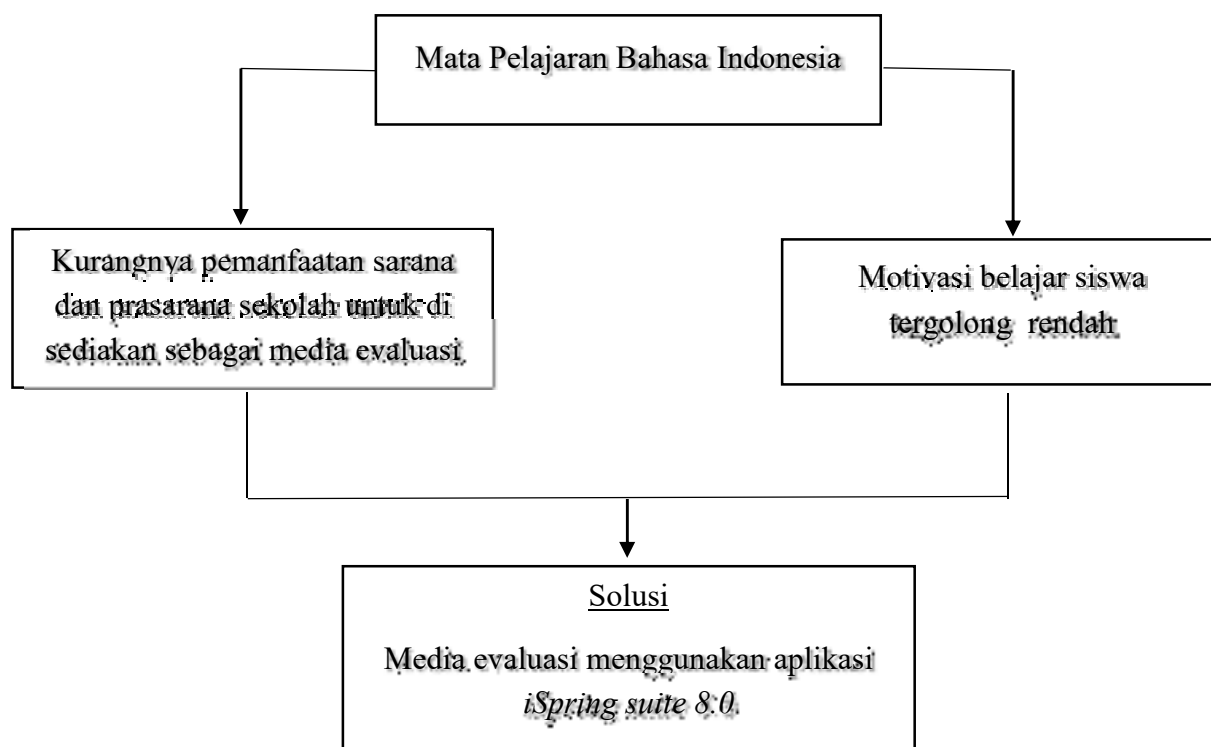 Mata Pelajaran Bahasa Indonesia
Kurangnya pemanfaatan sarana
dan prasarana sekolah untuk di
sediakan sebagai media evaluasi
Motivasi belajar siswa
tergolong rendah
Solusi
Media evaluasi menggunakan aplikasi
iSpring suite 8.0